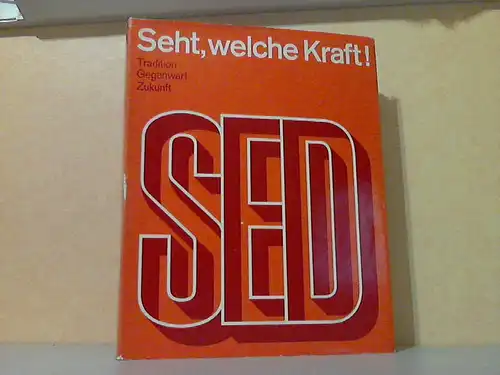 Seht, welche Kraft!
Tradition
Gegenwart
Zukunft
SED